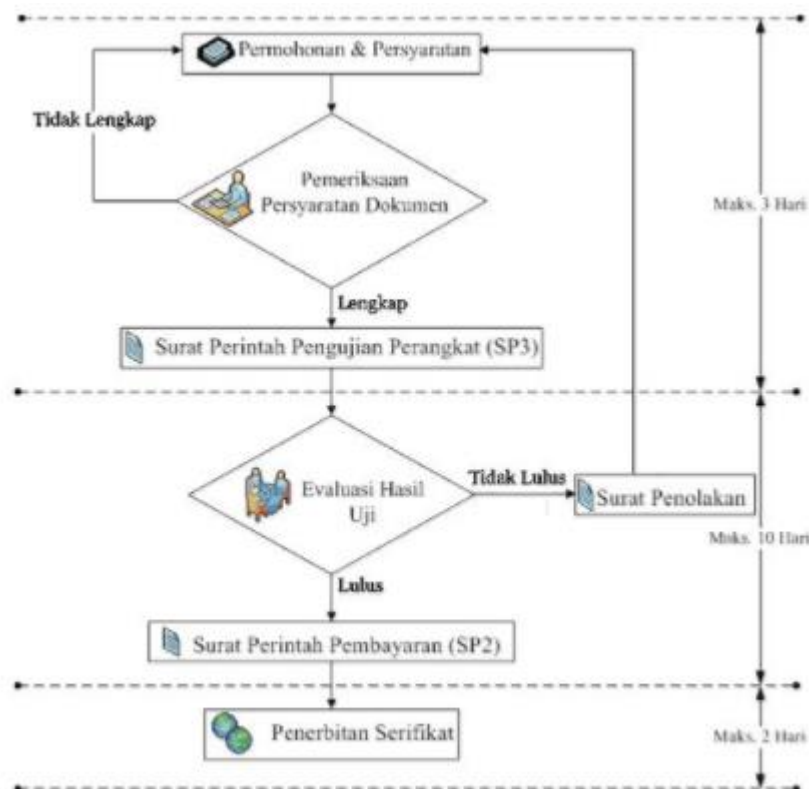 Permohonan & Persyaratan
Tidak Lengkap
Pemeriksaan
Persyaratan Dokumen
Maks. 3 Hari
Lengkap
Surat Perintah Pengujian Perangkat (SP3)
Evaluasi Hasil
Uji
Tidak Lulus
Surat Penolakan
Maks. 10 Hari
Lulus
Surat Perintah Pembayaran (SP2)
Penerbitan Serifikat
Maks. 2 Hari